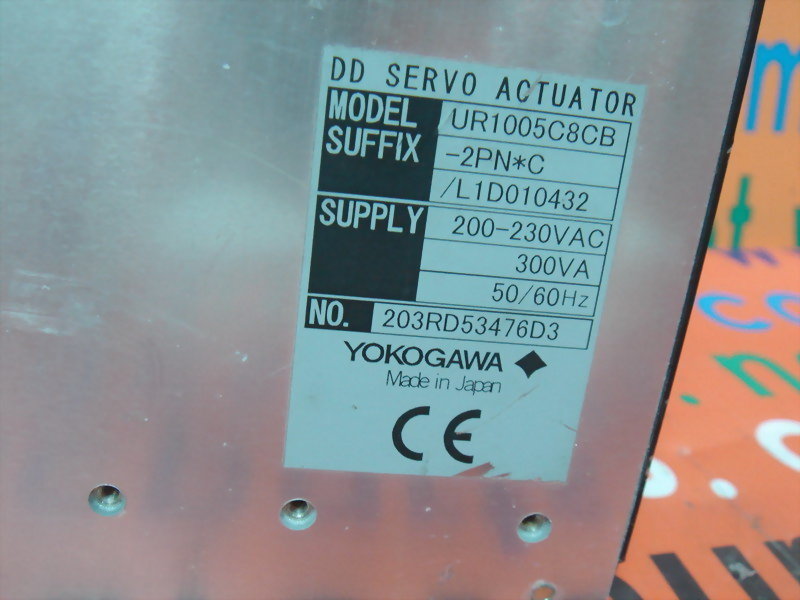 DD SERVO ACTUATOR
MODEL /UR1005C8CB
SUFFIX -2PN*C
/L1D010432
SUPPLY 200-230VAC
300VA
50/60Hz
NO. 203RD53476D3
YOKOGAWA
Made in Japan
CE